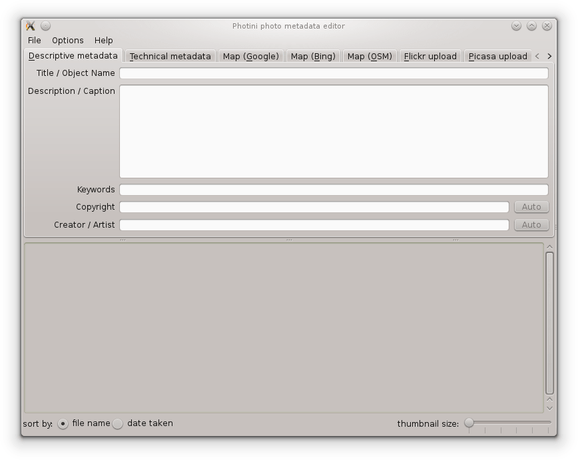 Photini photo metadata editor
File Options Help
Descriptive metadata Technical metadata Map (Google) Map (Bing) Map (OSM) Flickr upload Picasa upload
Title / Object Name
Description / Caption
Keywords
Copyright Auto
Creator / Artist Auto
sort by: file name date taken thumbnail size: